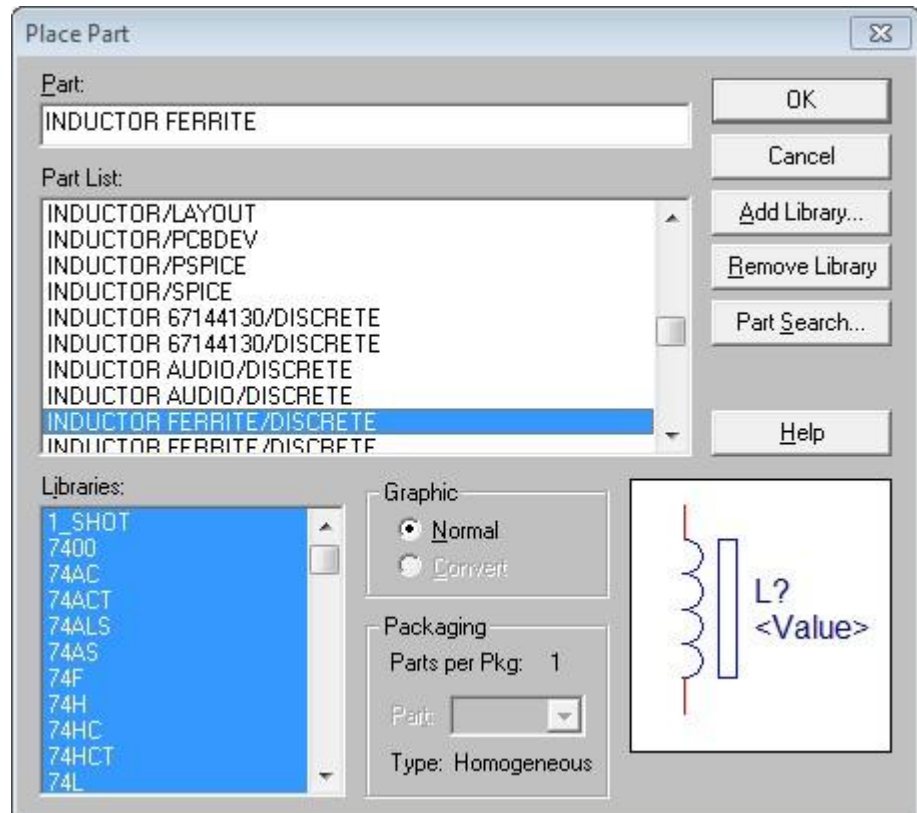 Place Part
Part:
INDUCTOR FERRITE
OK
Cancel
Part List:
INDUCTOR/LAYOUT
INDUCTOR/PCBDEV
INDUCTOR/PSPICE
INDUCTOR/SPICE
INDUCTOR 67144130/DISCRETE
INDUCTOR 67144130/DISCRETE
INDUCTOR AUDIO/DISCRETE
INDUCTOR AUDIO/DISCRETE
INDUCTOR FERRITE/DISCRETE
INDUCTOR FERRITE/DISCRETE
Add Library...
Remove Library
Part Search...
Help
Libraries:
1_SHOT
7400
74AC
74ACT
74ALS
74AS
74F
74H
74HC
74HCT
74L
Graphic
Normal
Convert
Packaging
Parts per Pkg: 1
Part:
Type: Homogeneous
L?
<Value>